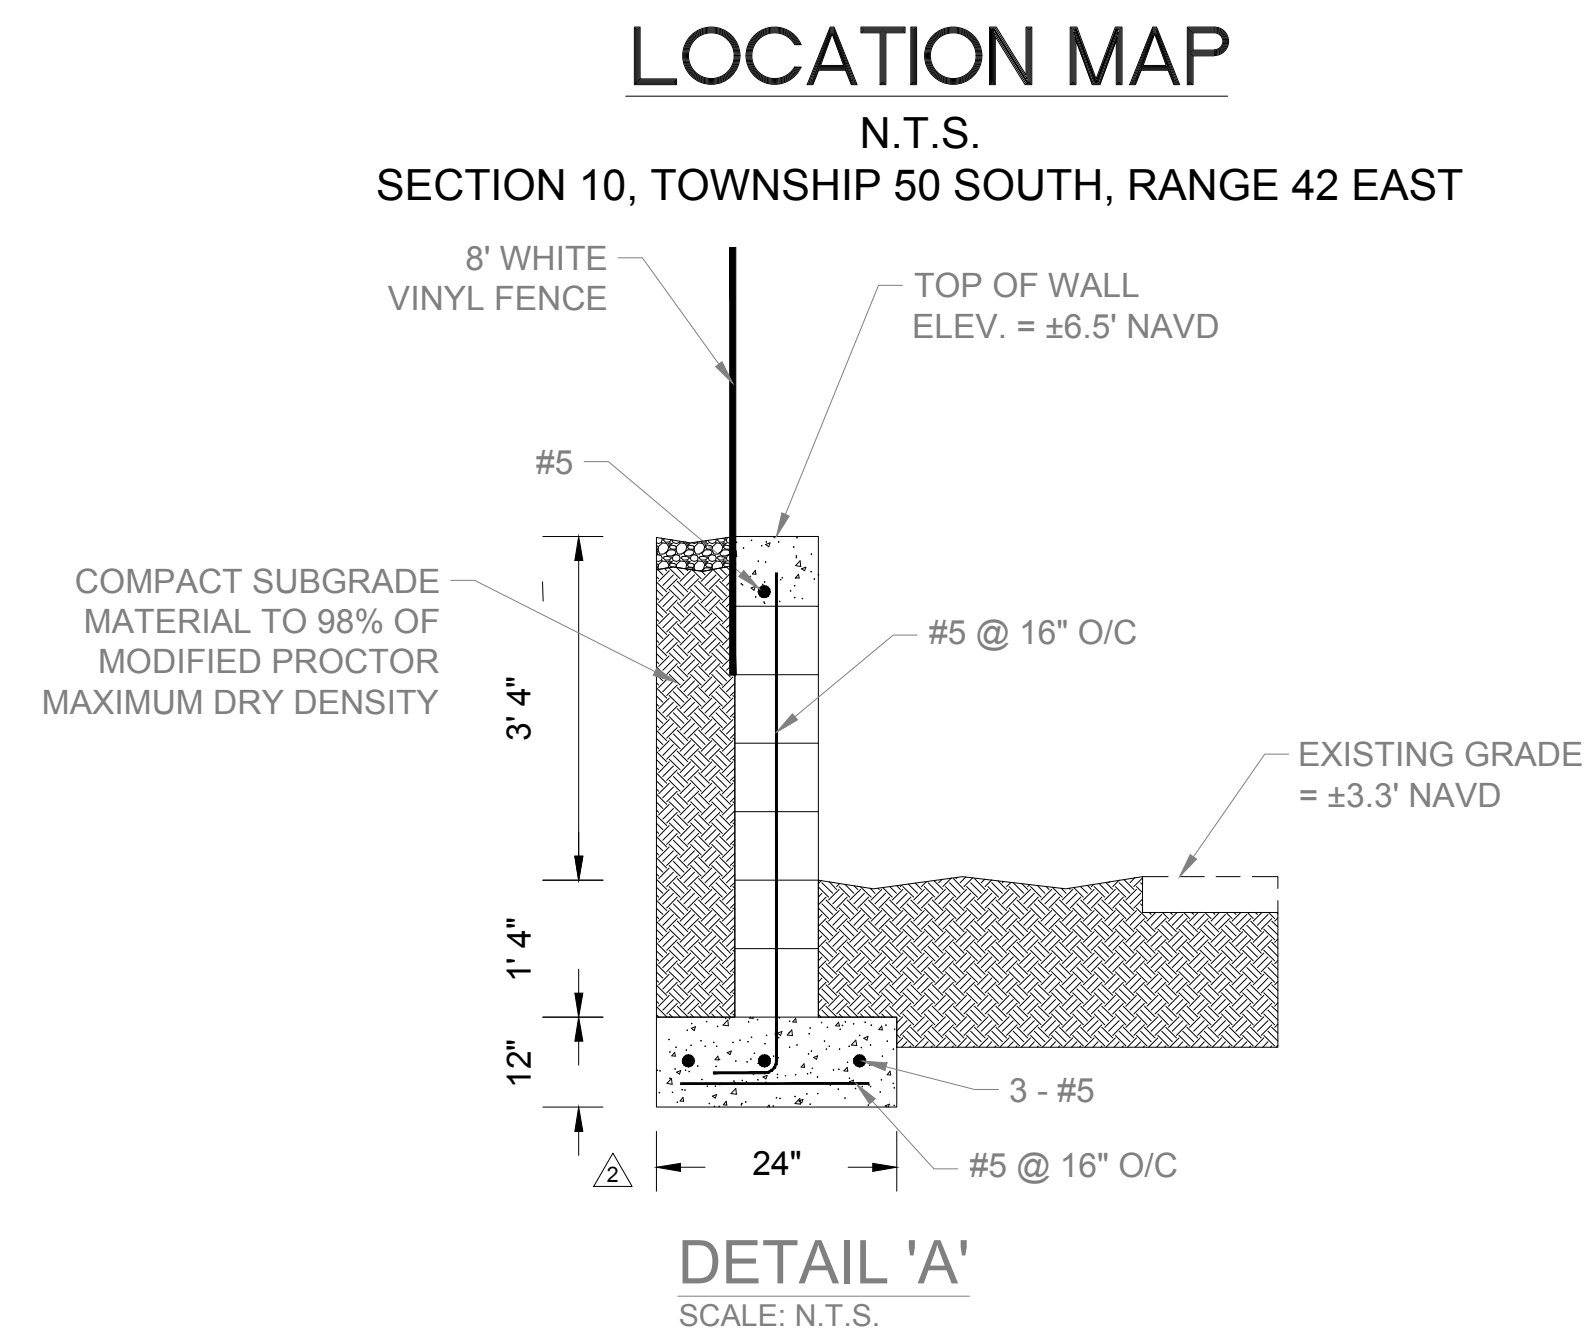 LOCATION MAP
N.T.S.
SECTION 10, TOWNSHIP 50 SOUTH, RANGE 42 EAST
8' WHITE
VINYL FENCE
TOP OF WALL
ELEV. = ±6.5' NAVD
#5
COMPACT SUBGRADE
MATERIAL TO 98% OF
MODIFIED PROCTOR
MAXIMUM DRY DENSITY
#5 @ 16" O/C
3' 4"
EXISTING GRADE
= ±3.3' NAVD
1' 4"
12"
3 - #5
24"
#5 @ 16" O/C
2
DETAIL 'A'
SCALE: N.T.S.